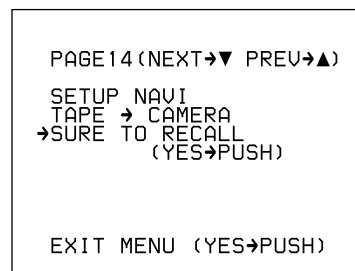 PAGE14(NEXT→▼ PREV→▲)
SETUP NAVI
TAPE → CAMERA
→SURE TO RECALL
(YES→PUSH)
EXIT MENU (YES→PUSH)